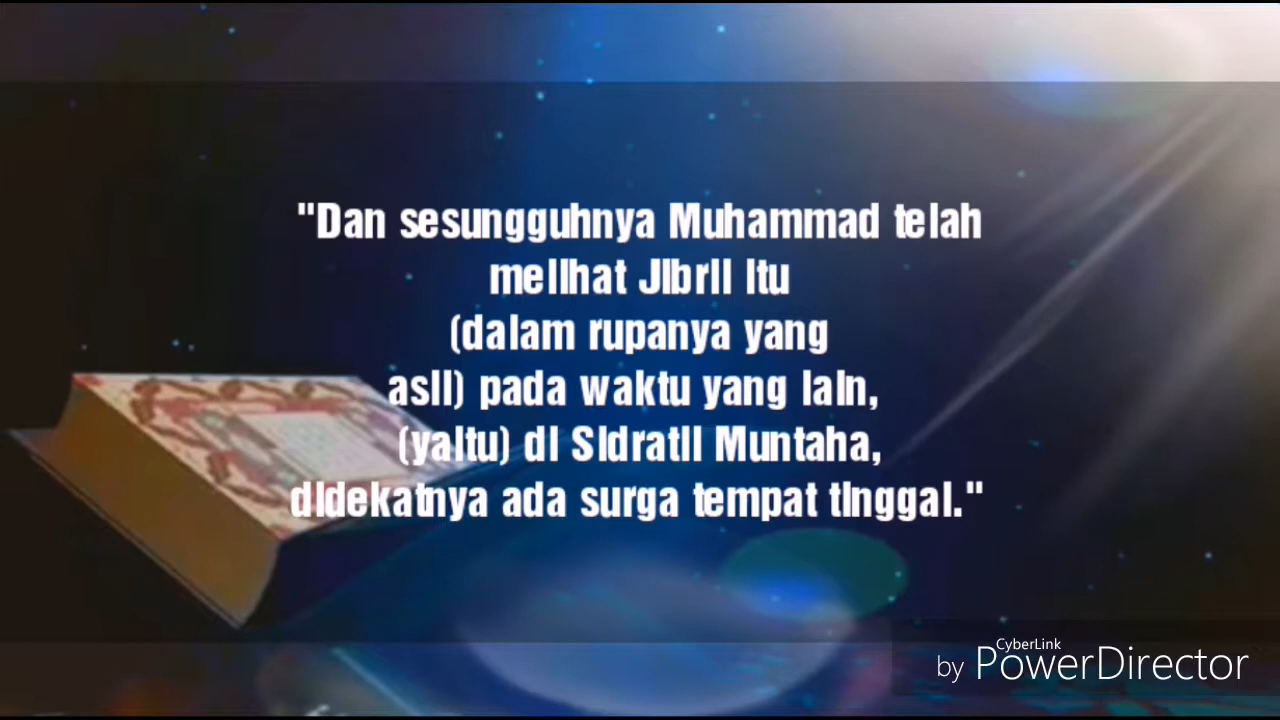 "Dan sesungguhnya Muhammad telah
melihat Jibril itu
(dalam rupanya yang
asli) pada waktu yang lain,
(yaitu) di Sidratil Muntaha,
didekatnya ada surga tempat tinggal."
CyberLink
by PowerDirector